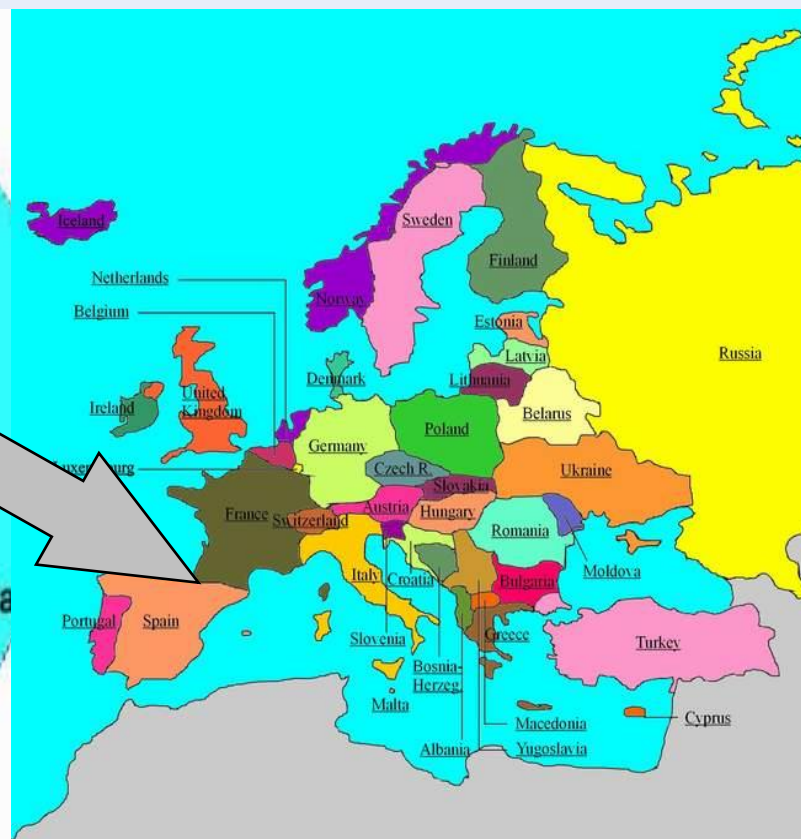 Iceland
Sweden
Finland
Norway
Netherlands
Belgium
Estonia
Latvia
Lithuania
Russia
Denmark
Ireland
United
Kingdom
Belarus
Germany
Poland
Ukraine
Czech R.
Slovakia
France
Switzerland
Austria
Hungary
Romania
Moldova
Italy
Croatia
Bulgaria
Portugal
Spain
Slovenia
Greece
Turkey
Bosnia-
Herzeg.
Malta
Macedonia
Cyprus
Albania
Yugoslavia